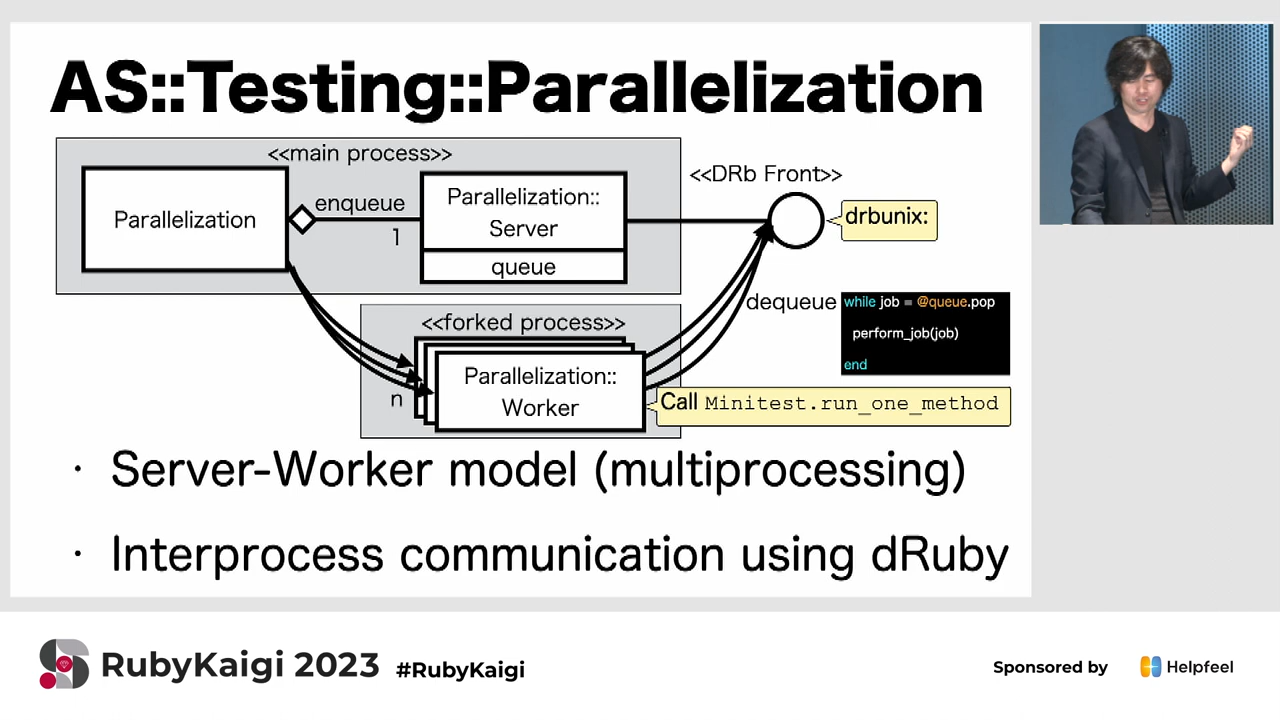 AS::Testing::Parallelization
<<main process>>
Parallelization
enqueue
1
Parallelization::
Server
queue
<<DRb Front>>
drbunix:
<<forked process>>
n
Parallelization::
Worker
dequeue
while job = @queue.pop
perform_job(job)
end
Call Minitest.run_one_method
· Server-Worker model (multiprocessing)
· Interprocess communication using dRuby
RubyKaigi 2023 #RubyKaigi
Sponsored by Helpfeel